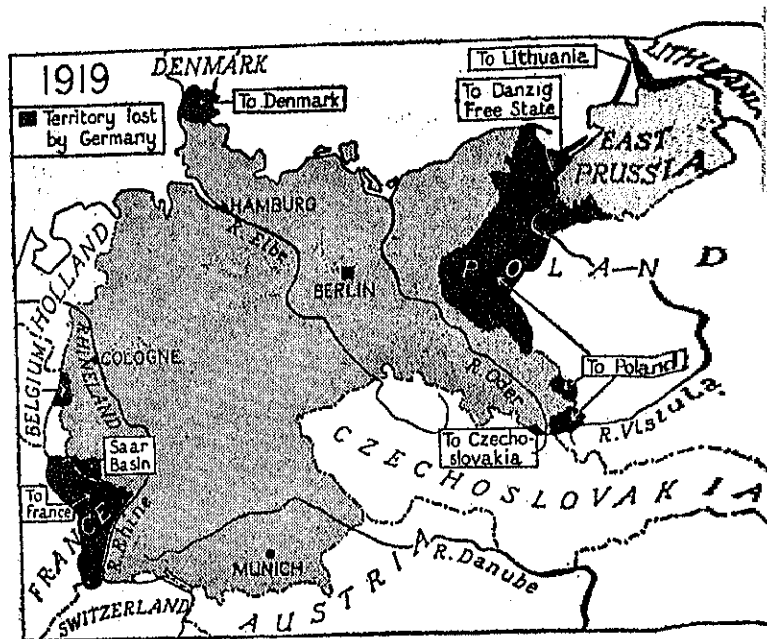 1919
Territory lost
by Germany
DENMARK
To Denmark
To Lithuania
LITHUANIA
To Danzig
Free State
EAST
PRUSSIA
HAMBURG
R. Elbe
BERLIN
POLAND
HOLLAND
BELGIUM
RHINELAND
COLOGNE
R. Oder
To Poland
R. Vistula
Saar
Basin
To Czecho-
slovakia
CZECHOSLOVAKIA
To
France
FRANCE
R. Rhine
MUNICH
R. Danube
SWITZERLAND
AUSTRIA